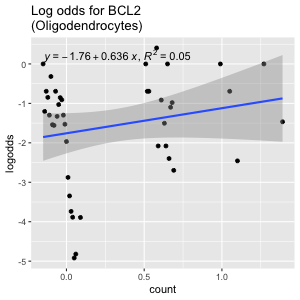 Log odds for BCL2
(Oligodendrocytes)
y = −1.76 + 0.636 x, R² = 0.05
logodds
0
-1
-2
-3
-4
-5
0.0 0.5 1.0
count